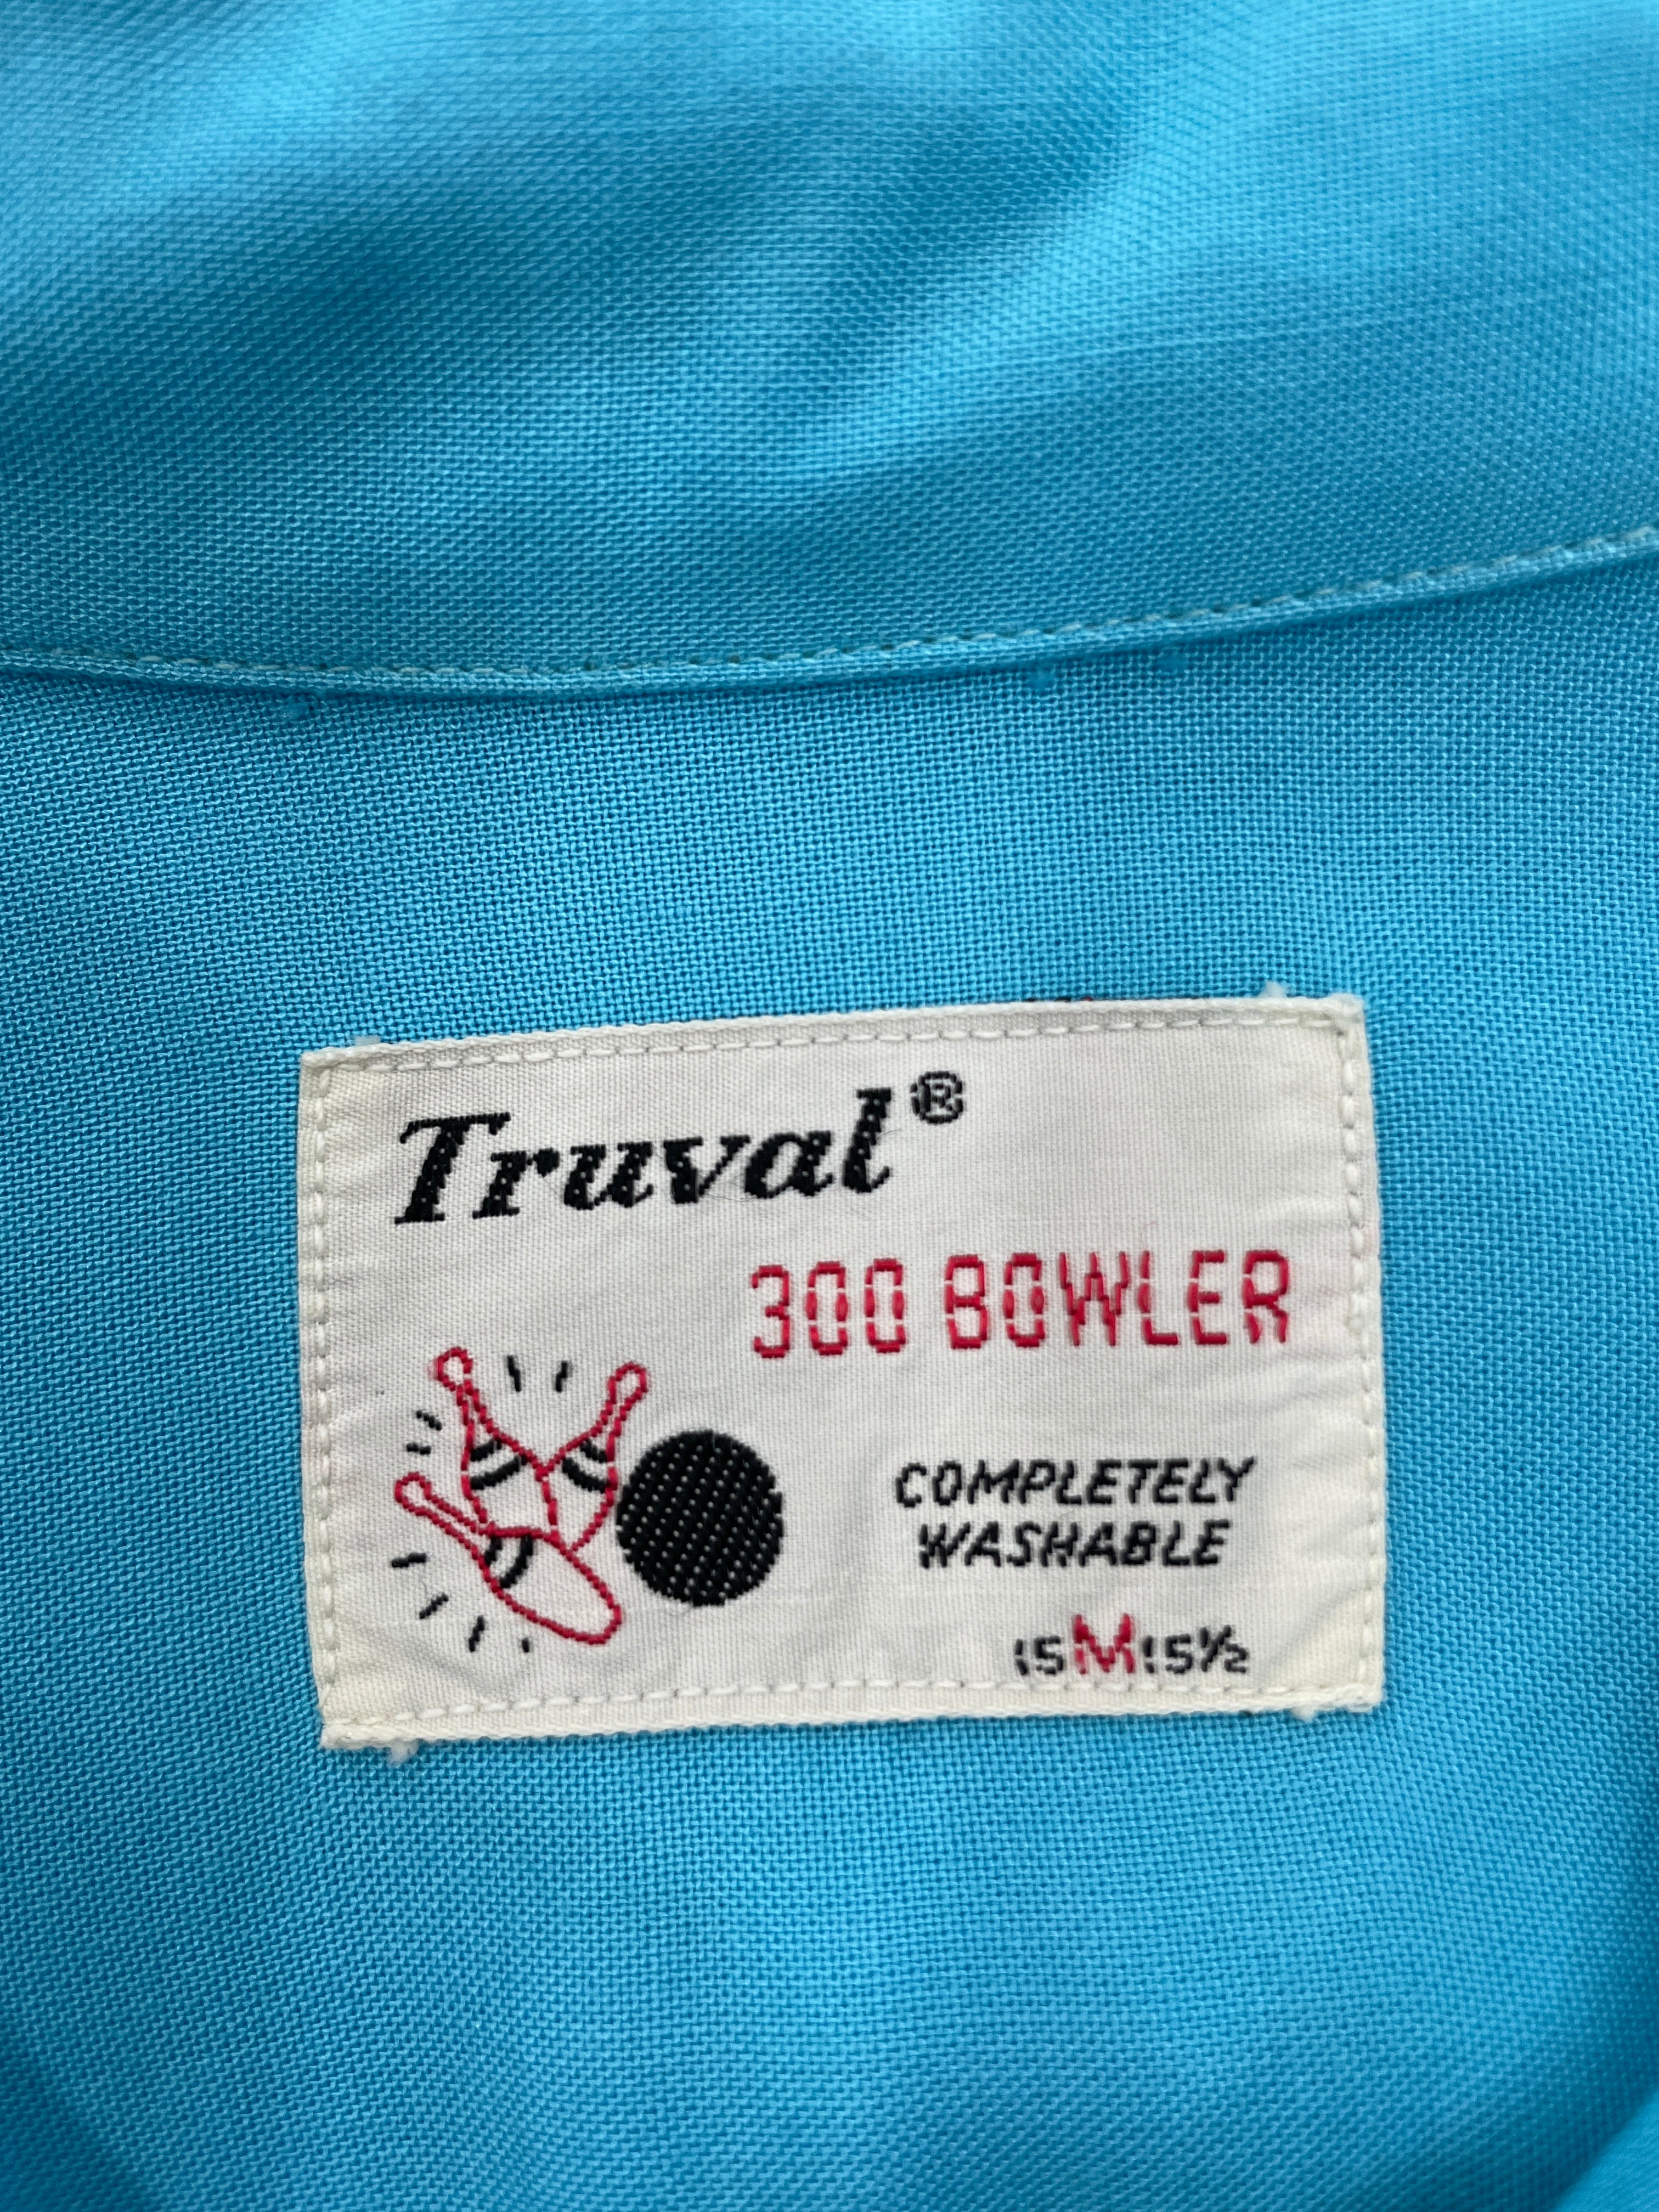 Truval®
300 BOWLER
COMPLETELY
WASHABLE
15 M 15½